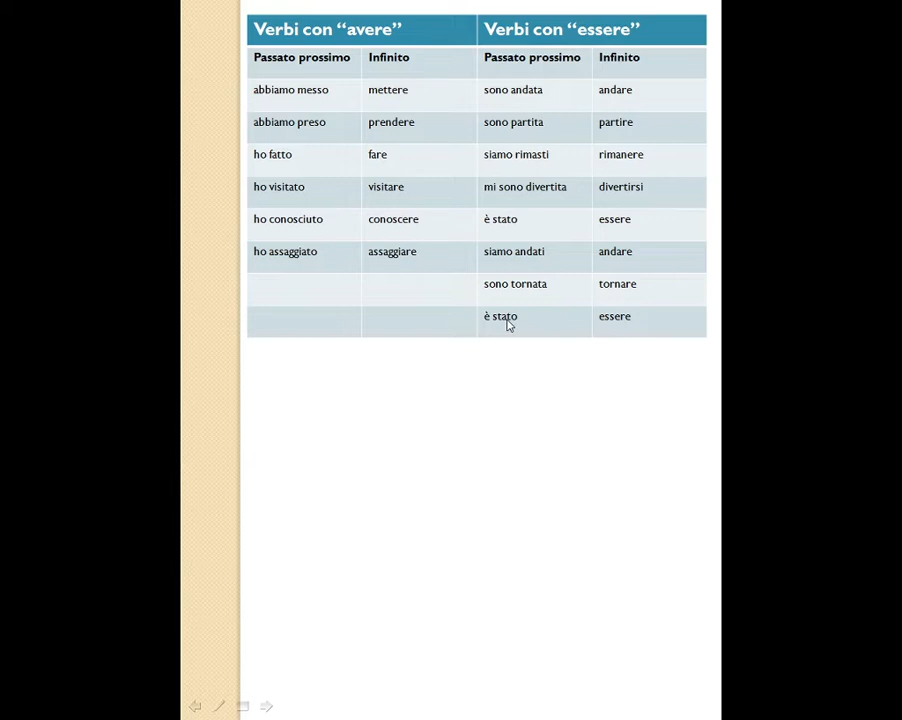 Verbi con “avere” Verbi con “essere”
Passato prossimo Infinito Passato prossimo Infinito
abbiamo messo mettere sono andata andare
abbiamo preso prendere sono partita partire
ho fatto fare siamo rimasti rimanere
ho visitato visitare mi sono divertita divertirsi
ho conosciuto conoscere è stato essere
ho assaggiato assaggiare siamo andati andare
sono tornata tornare
è stato essere